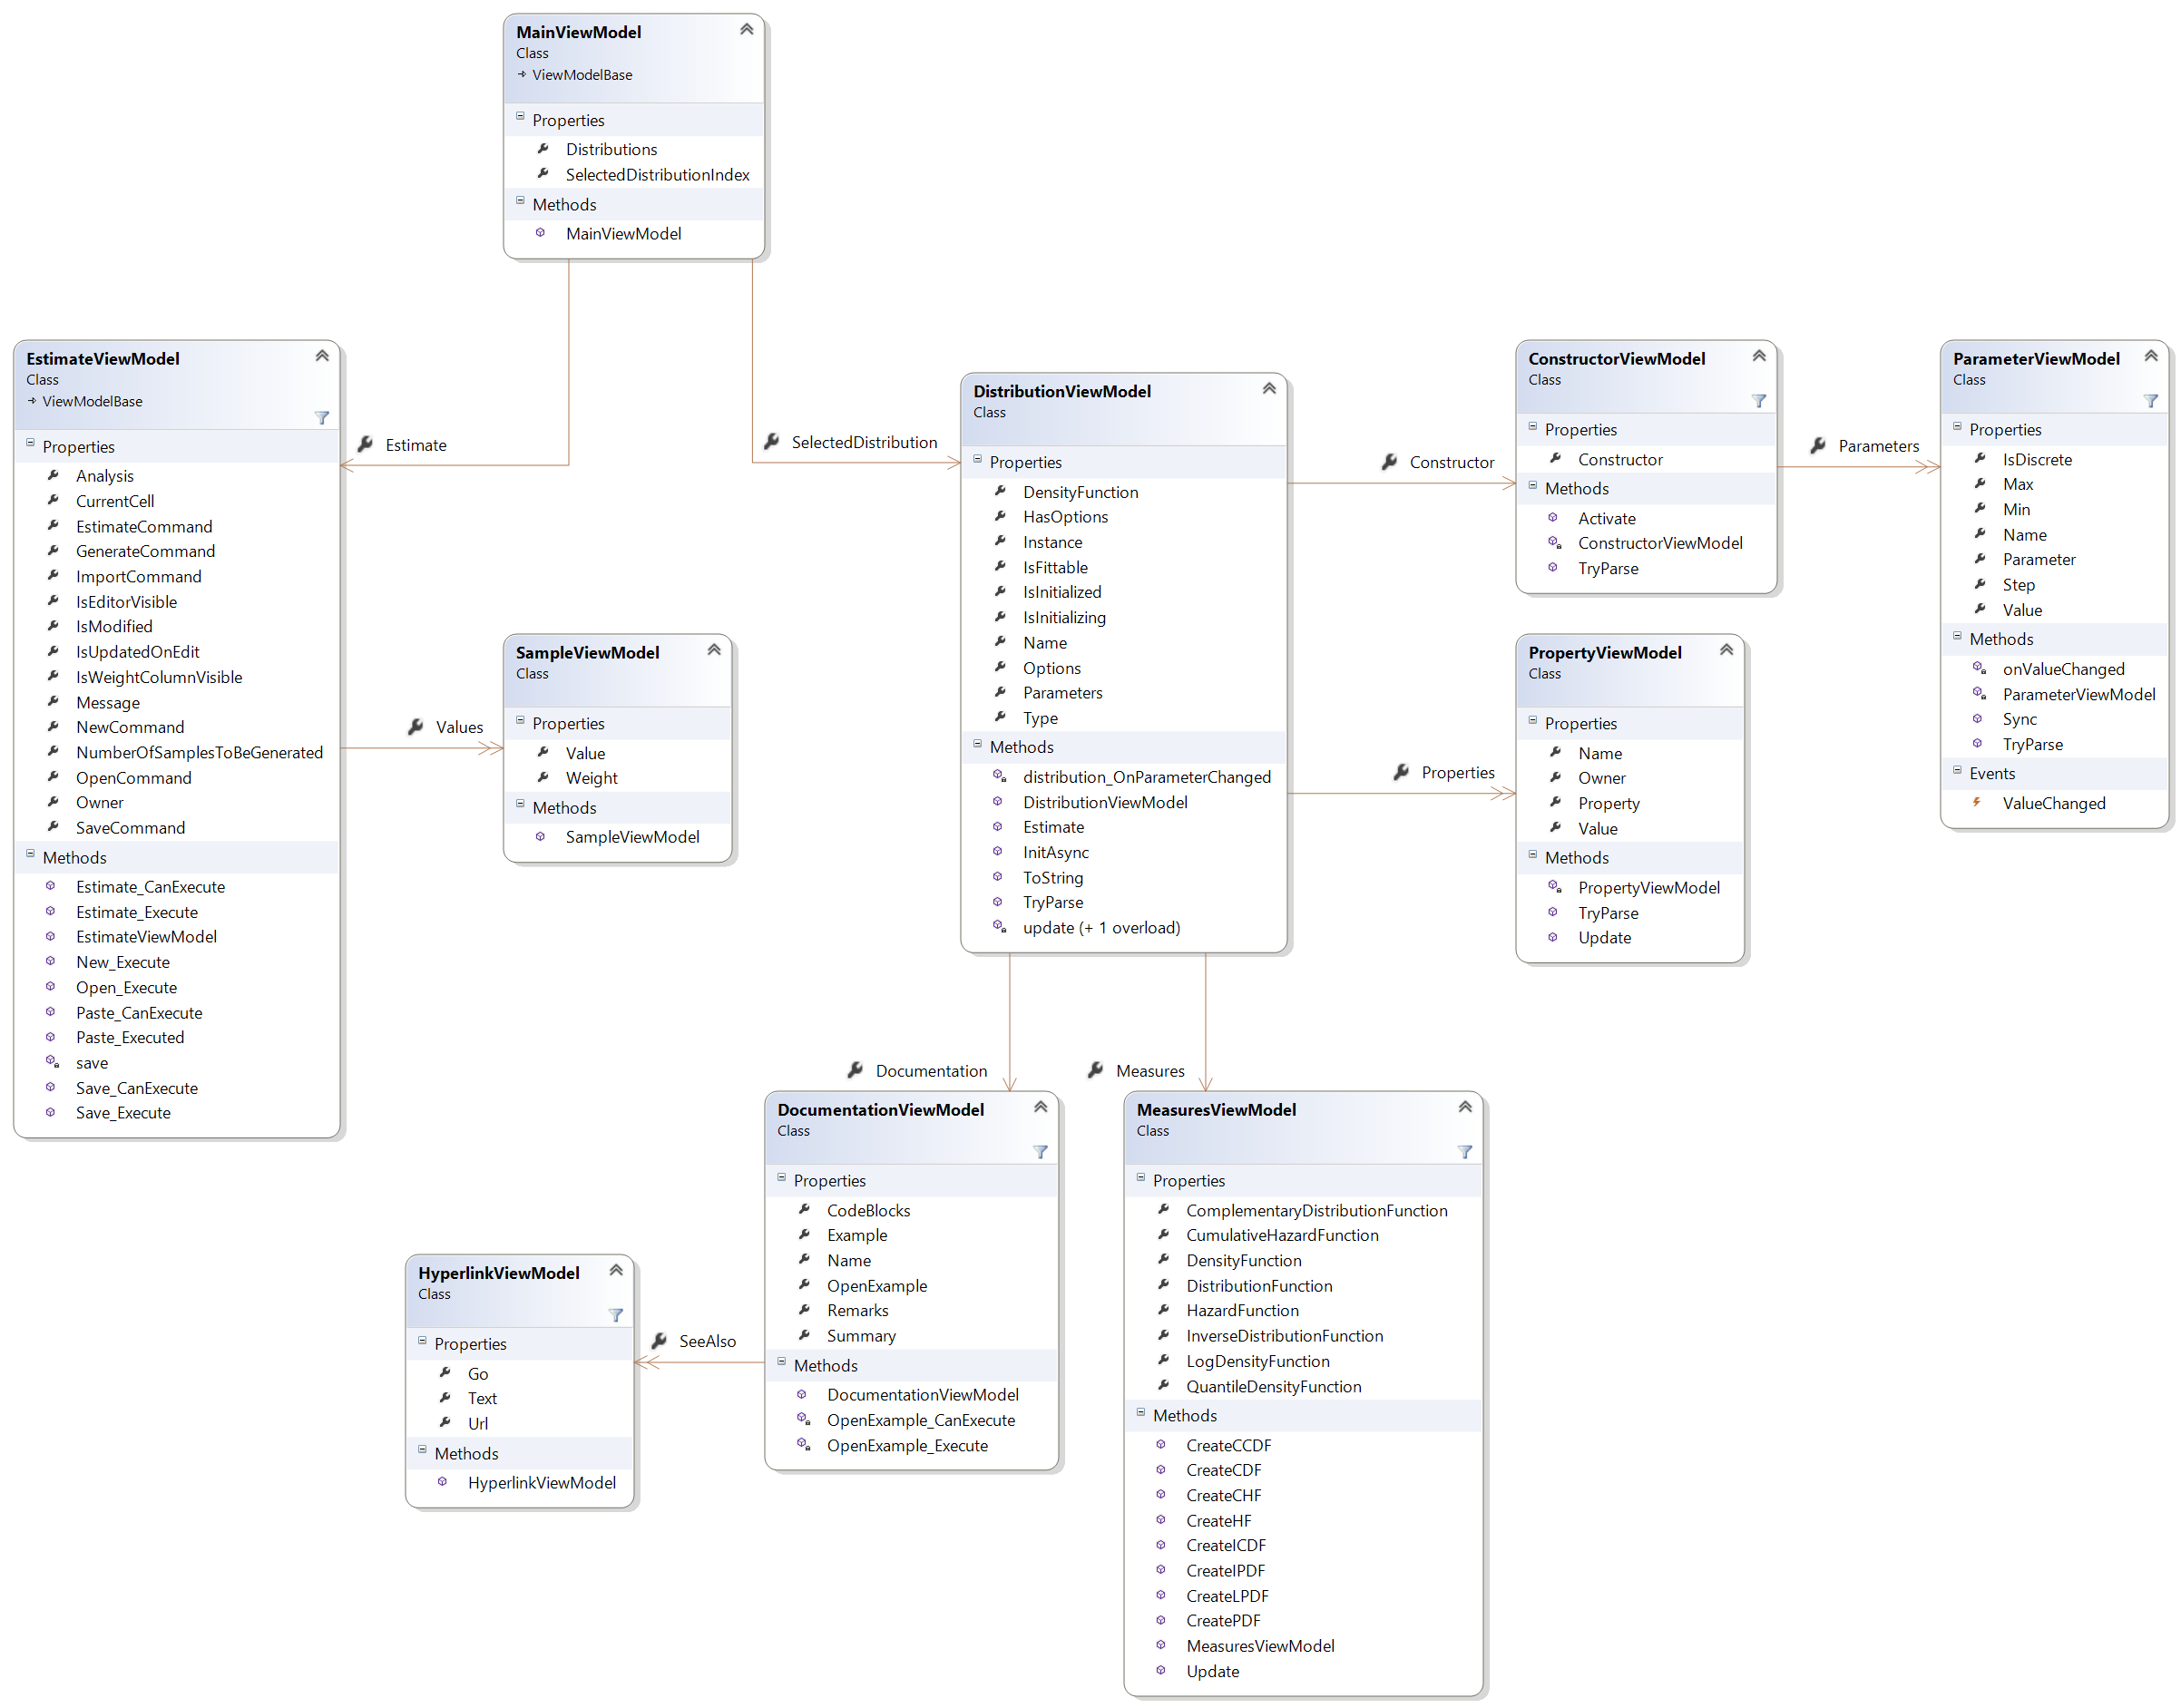 MainViewModel
Class
ViewModelBase
Properties
Distributions
SelectedDistributionIndex
Methods
MainViewModel
Estimate
SelectedDistribution
EstimateViewModel
Class
ViewModelBase
Properties
Analysis
CurrentCell
EstimateCommand
GenerateCommand
ImportCommand
IsEditorVisible
IsModified
IsUpdatedOnEdit
IsWeightColumnVisible
Message
NewCommand
NumberOfSamplesToBeGenerated
OpenCommand
Owner
SaveCommand
Methods
Estimate_CanExecute
Estimate_Execute
EstimateViewModel
New_Execute
Open_Execute
Paste_CanExecute
Paste_Executed
save
Save_CanExecute
Save_Execute
Values
SampleViewModel
Class
Properties
Value
Weight
Methods
SampleViewModel
DistributionViewModel
Class
Properties
DensityFunction
HasOptions
Instance
IsFittable
IsInitialized
IsInitializing
Name
Options
Parameters
Type
Methods
distribution_OnParameterChanged
DistributionViewModel
Estimate
InitAsync
ToString
TryParse
update (+ 1 overload)
Constructor
ConstructorViewModel
Class
Properties
Constructor
Methods
Activate
ConstructorViewModel
TryParse
Parameters
ParameterViewModel
Class
Properties
IsDiscrete
Max
Min
Name
Parameter
Step
Value
Methods
onValueChanged
ParameterViewModel
Sync
TryParse
Events
ValueChanged
Properties
PropertyViewModel
Class
Properties
Name
Owner
Property
Value
Methods
PropertyViewModel
TryParse
Update
Documentation
Measures
DocumentationViewModel
Class
Properties
CodeBlocks
Example
Name
OpenExample
Remarks
Summary
Methods
DocumentationViewModel
OpenExample_CanExecute
OpenExample_Execute
SeeAlso
HyperlinkViewModel
Class
Properties
Go
Text
Url
Methods
HyperlinkViewModel
MeasuresViewModel
Class
Properties
ComplementaryDistributionFunction
CumulativeHazardFunction
DensityFunction
DistributionFunction
HazardFunction
InverseDistributionFunction
LogDensityFunction
QuantileDensityFunction
Methods
CreateCCDF
CreateCDF
CreateCHF
CreateHF
CreateICDF
CreateIPDF
CreateLPDF
CreatePDF
MeasuresViewModel
Update